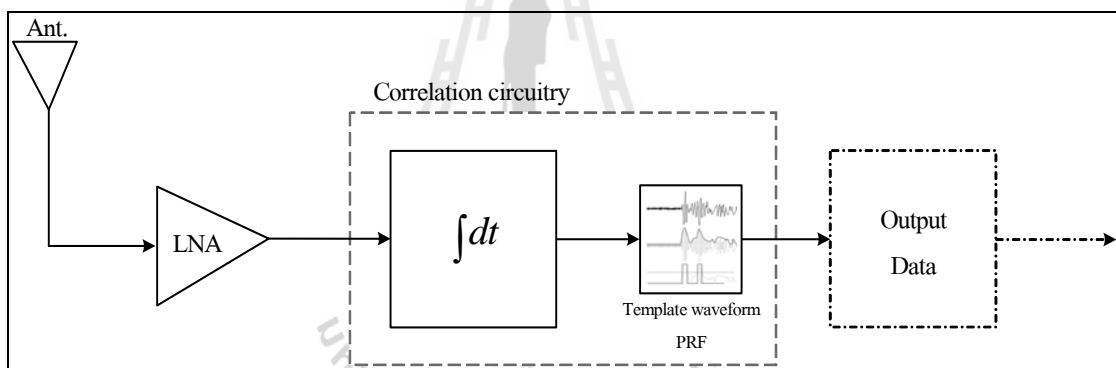 Ant.
Correlation circuitry
LNA
∫dt
Template waveform
PRF
Output
Data